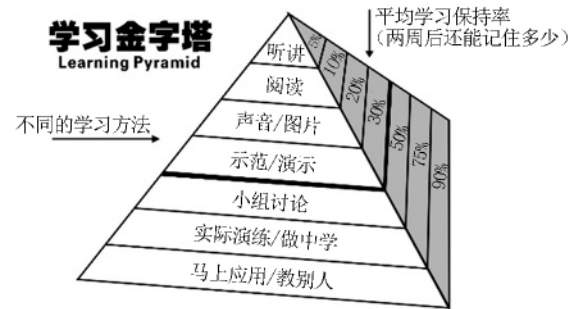 学习金字塔
Learning Pyramid
平均学习保持率
（两周后还能记住多少）
不同的学习方法
听讲
5%
阅读
10%
声音/图片
20%
示范/演示
30%
小组讨论
50%
实际演练/做中学
75%
马上应用/教别人
90%